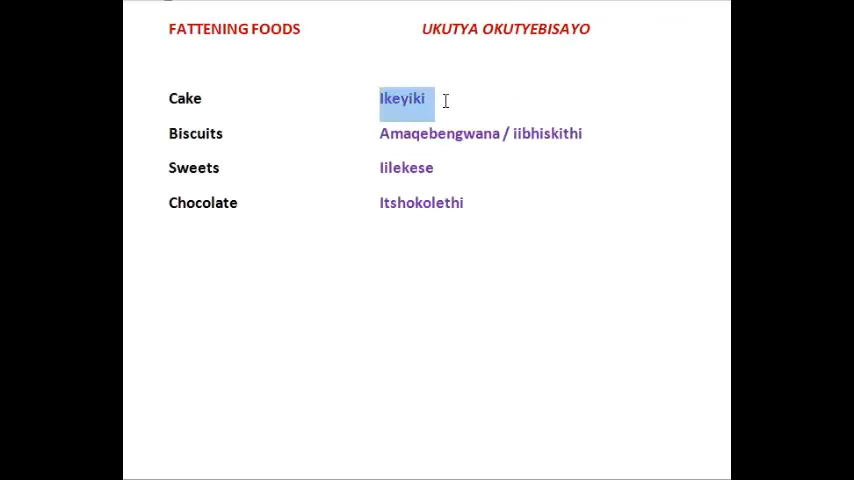 FATTENING FOODS UKUTYA OKUTYEBISAYO
Cake Ikeyiki
Biscuits Amaqebengwana / iibhiskithi
Sweets Iilekese
Chocolate Itshokolethi